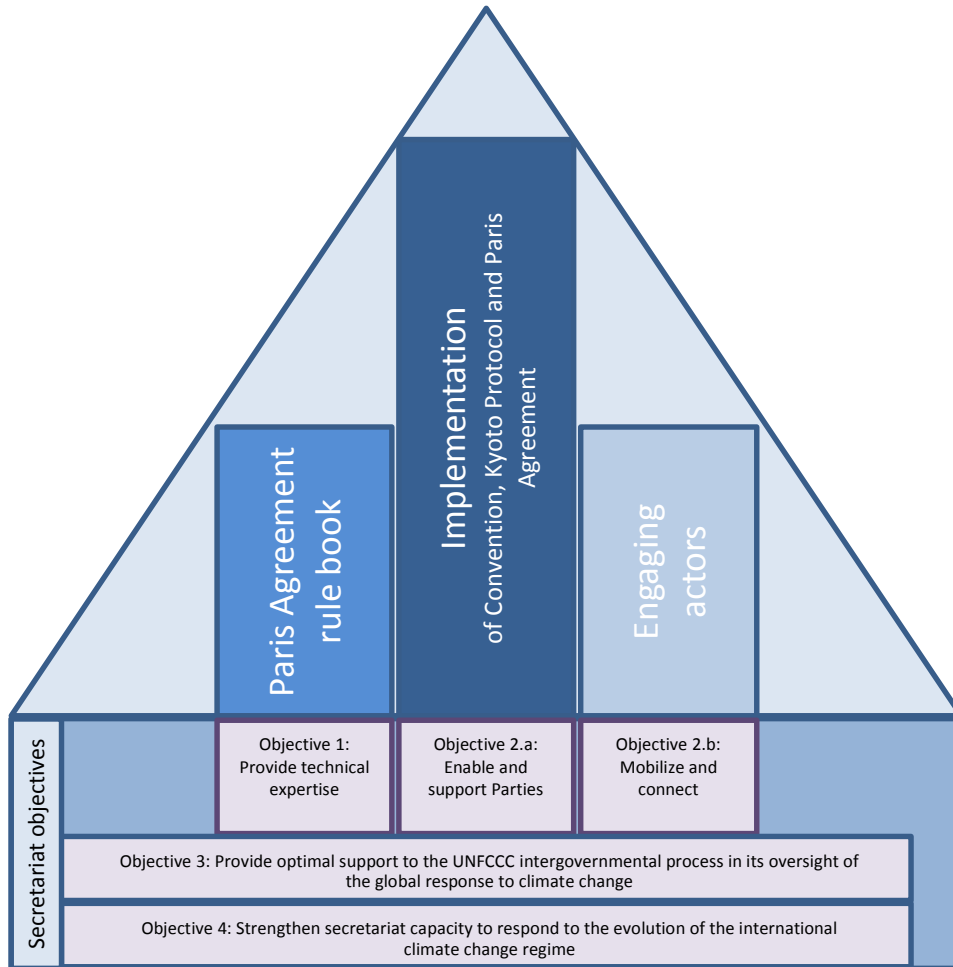 Implementation
of Convention, Kyoto Protocol and Paris
Agreement
Paris Agreement
rule book
Engaging
actors
Secretariat objectives
Objective 1:
Provide technical
expertise
Objective 2.a:
Enable and
support Parties
Objective 2.b:
Mobilize and
connect
Objective 3: Provide optimal support to the UNFCCC intergovernmental process in its oversight of
the global response to climate change
Objective 4: Strengthen secretariat capacity to respond to the evolution of the international
climate change regime